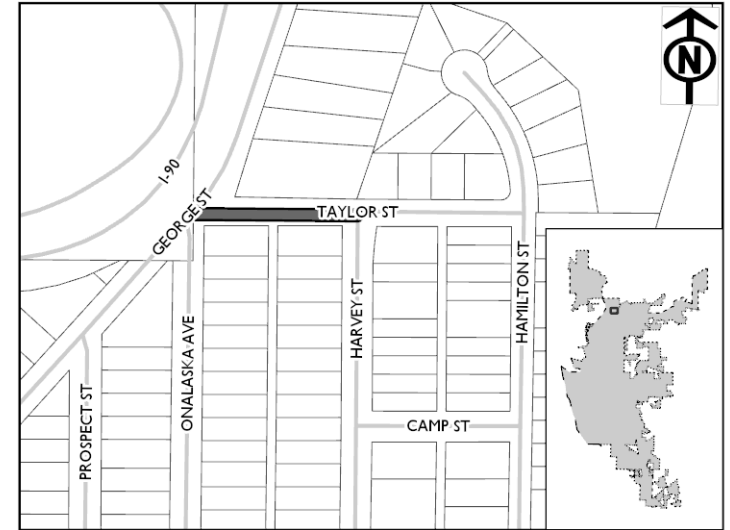 N
I-90
GEORGE ST
TAYLOR ST
HARVEY ST
HAMILTON ST
ONALASKA AVE
PROSPECT ST
CAMP ST